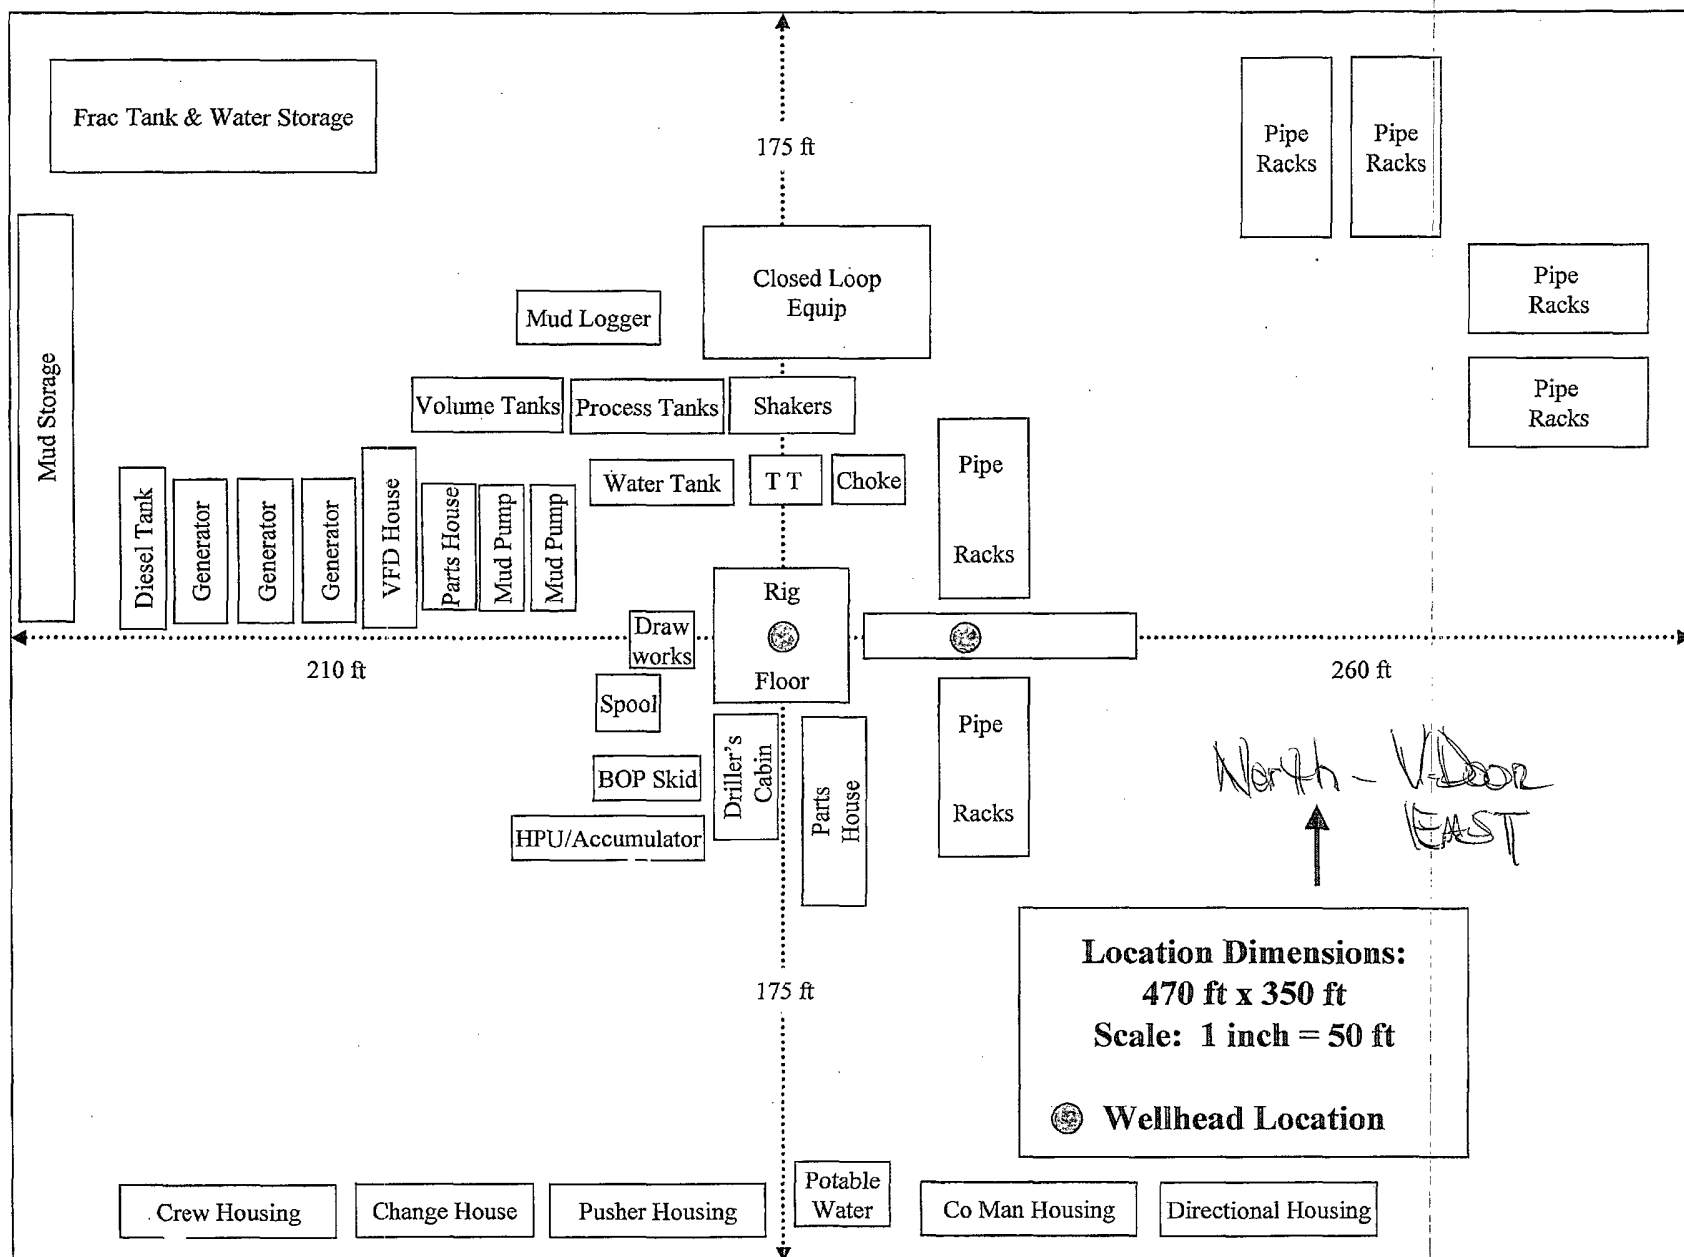 Frac Tank & Water Storage
175 ft
Pipe
Racks
Pipe
Racks
Mud Storage
Closed Loop
Equip
Mud Logger
Pipe
Racks
Pipe
Racks
Volume Tanks
Process Tanks
Shakers
Diesel Tank
Generator
Generator
Generator
VFD House
Parts House
Mud Pump
Mud Pump
Water Tank
T T
Choke
Pipe
Racks
Rig
Floor
Draw
works
210 ft
260 ft
Spool
Driller's
Cabin
Parts
House
Pipe
Racks
BOP Skid
HPU/Accumulator
North - V-Door
EAST
Location Dimensions:
470 ft x 350 ft
Scale: 1 inch = 50 ft
Wellhead Location
175 ft
Crew Housing
Change House
Pusher Housing
Potable
Water
Co Man Housing
Directional Housing